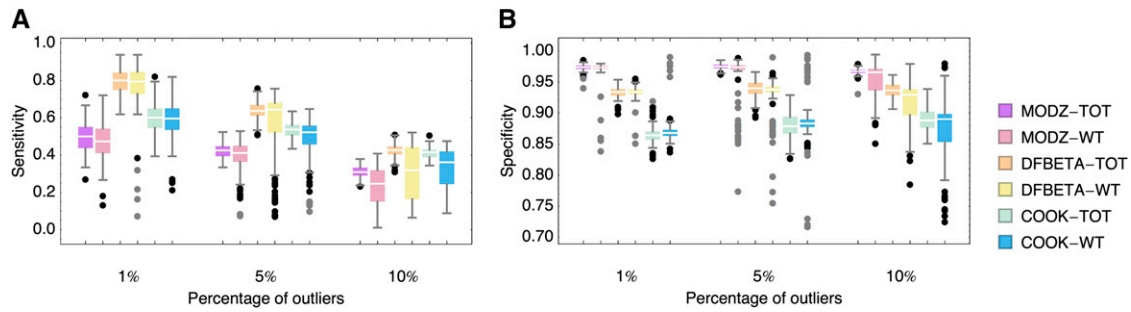 A
Sensitivity
1.0
0.8
0.6
0.4
0.2
0.0
1%
5%
10%
Percentage of outliers
B
Specificity
1.00
0.95
0.90
0.85
0.80
0.75
0.70
1%
5%
10%
Percentage of outliers
MODZ-TOT
MODZ-WT
DFBETA-TOT
DFBETA-WT
COOK-TOT
COOK-WT